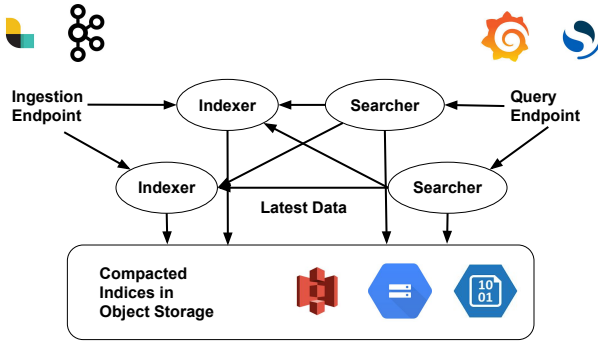 Ingestion
Endpoint
Indexer
Searcher
Query
Endpoint
Indexer
Searcher
Latest Data
Compacted
Indices in
Object Storage
10
01